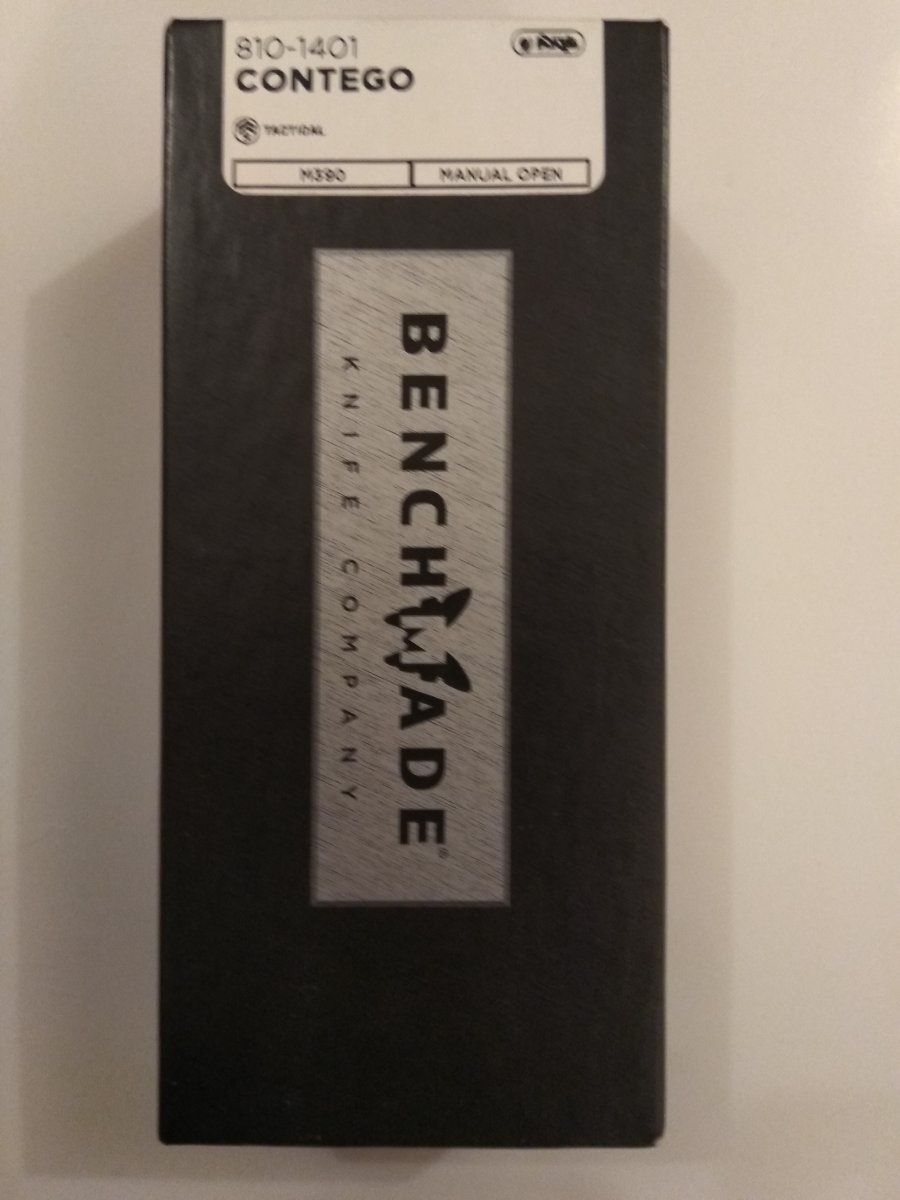 810-1401
CONTEGO
TACTICAL
M390
MANUAL OPEN
BENCHMADE®
KNIFE COMPANY